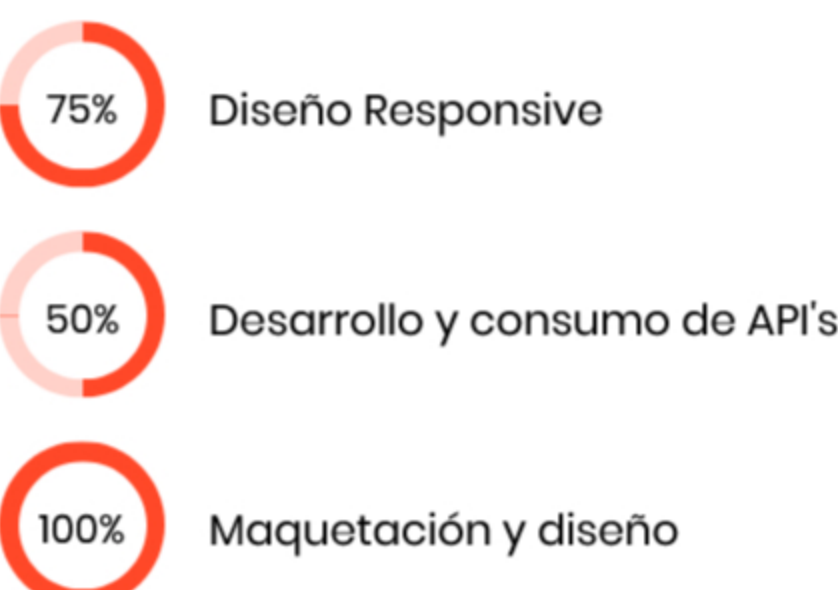 75% Diseño Responsive
50% Desarrollo y consumo de API's
100% Maquetación y diseño